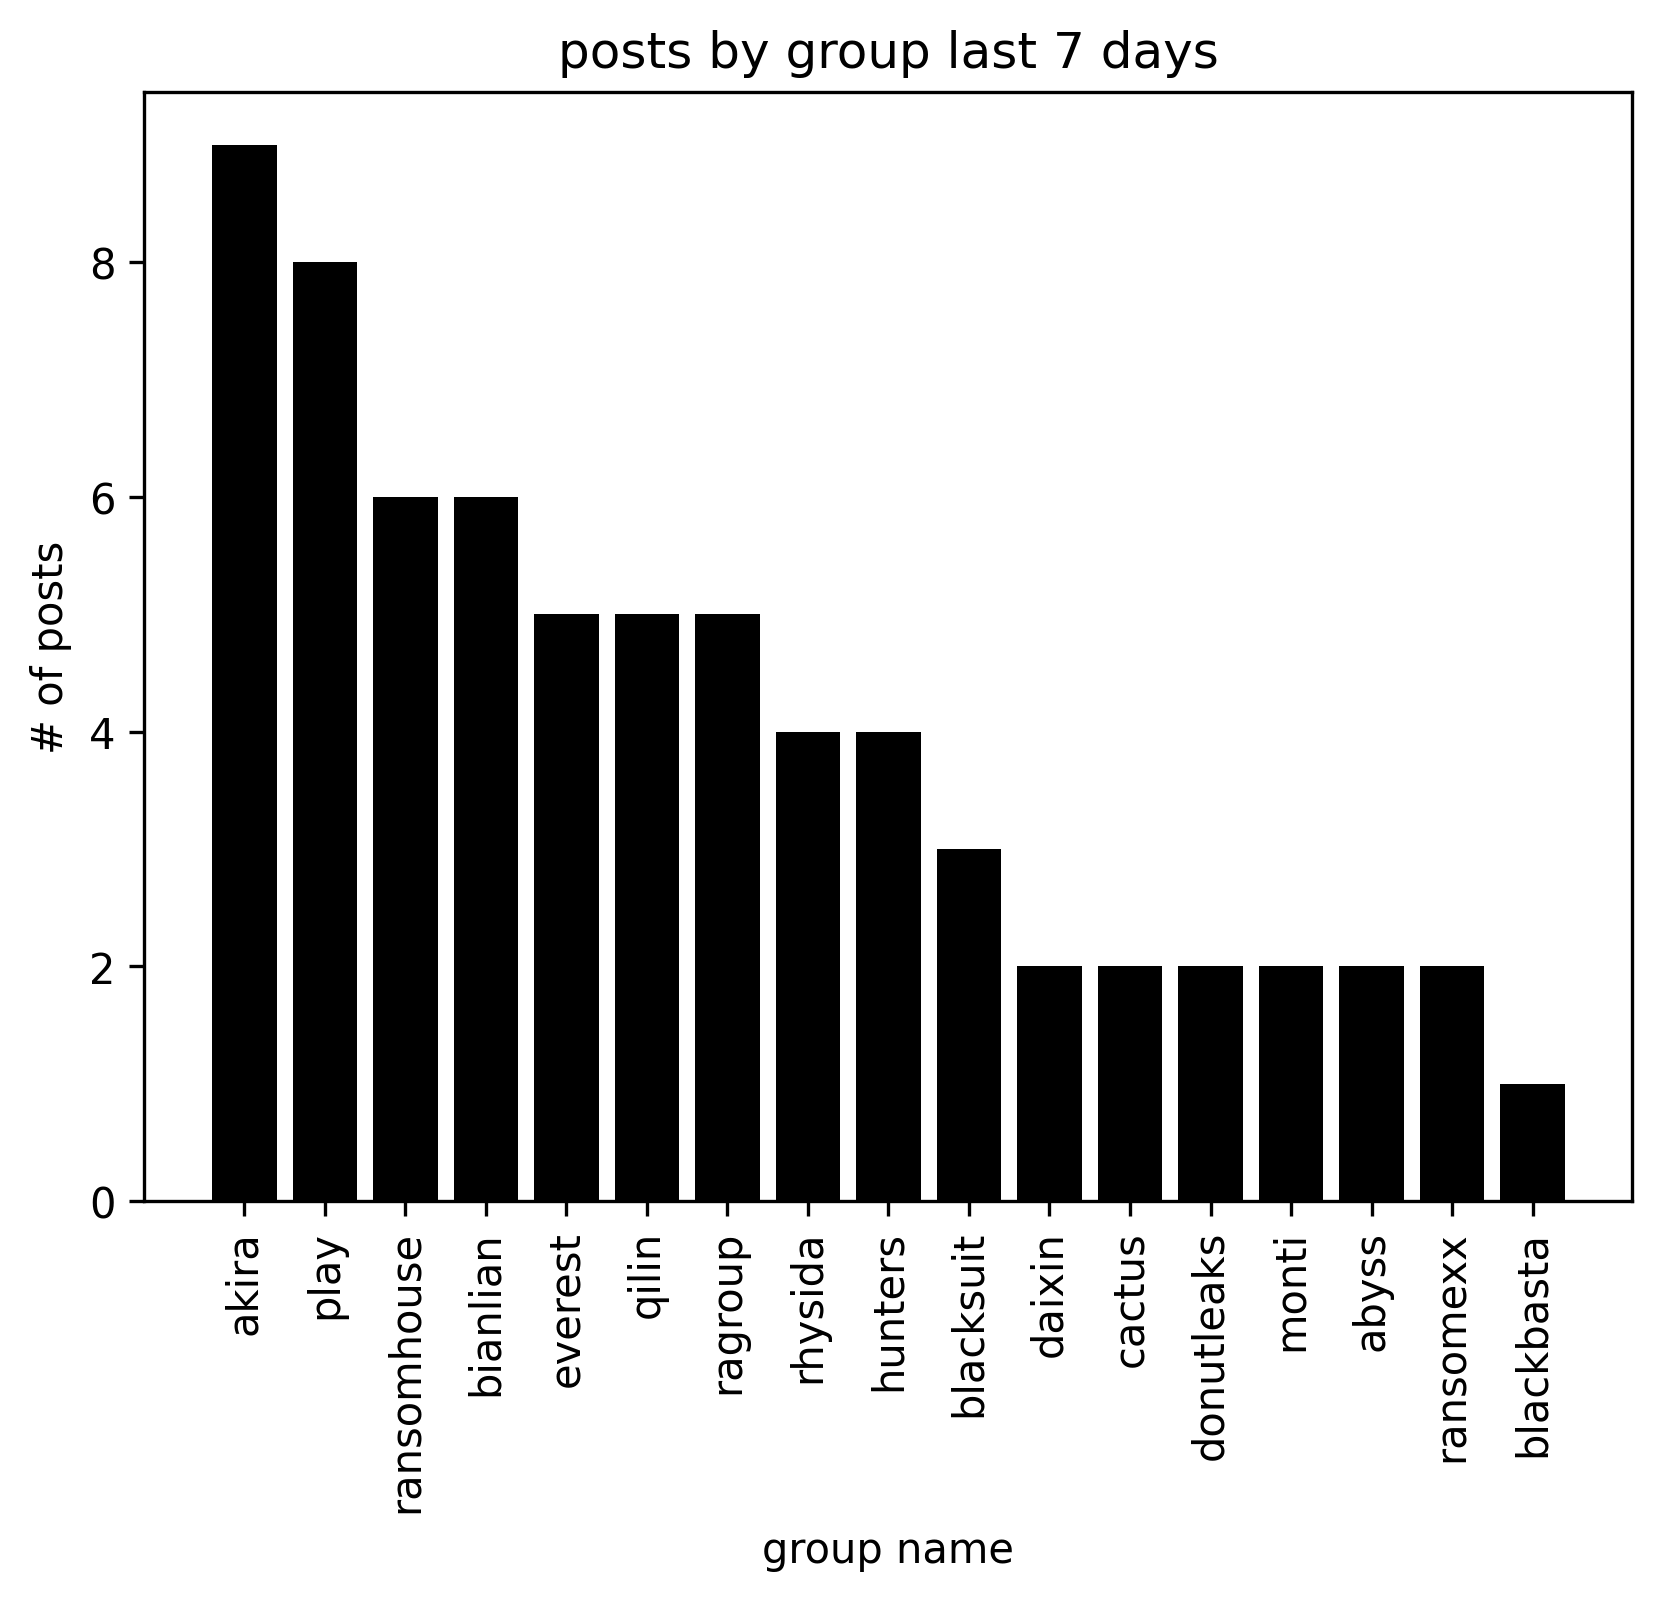 posts by group last 7 days
# of posts
8
6
4
2
0
akira
play
ransomhouse
bianlian
everest
qilin
ragroup
rhysida
hunters
blacksuit
daixin
cactus
donutleaks
monti
abyss
ransomexx
blackbasta
group name